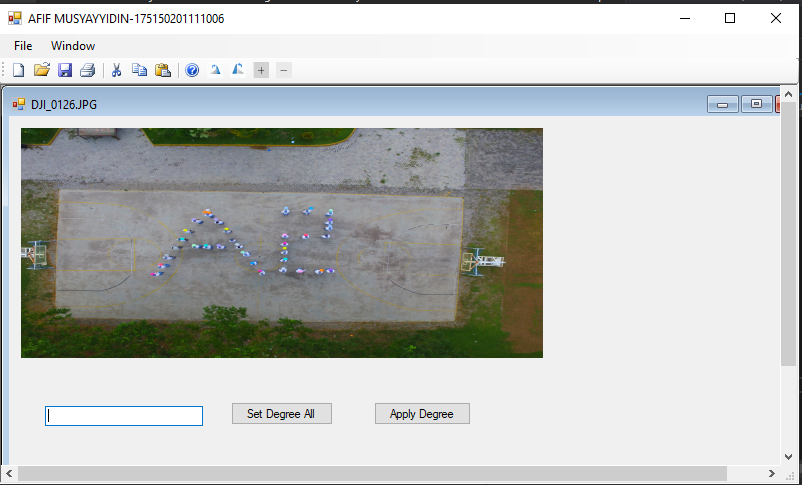 AFIF MUSYAYYIDIN-175150201111006
File Window
DJI_0126.JPG
Set Degree All Apply Degree